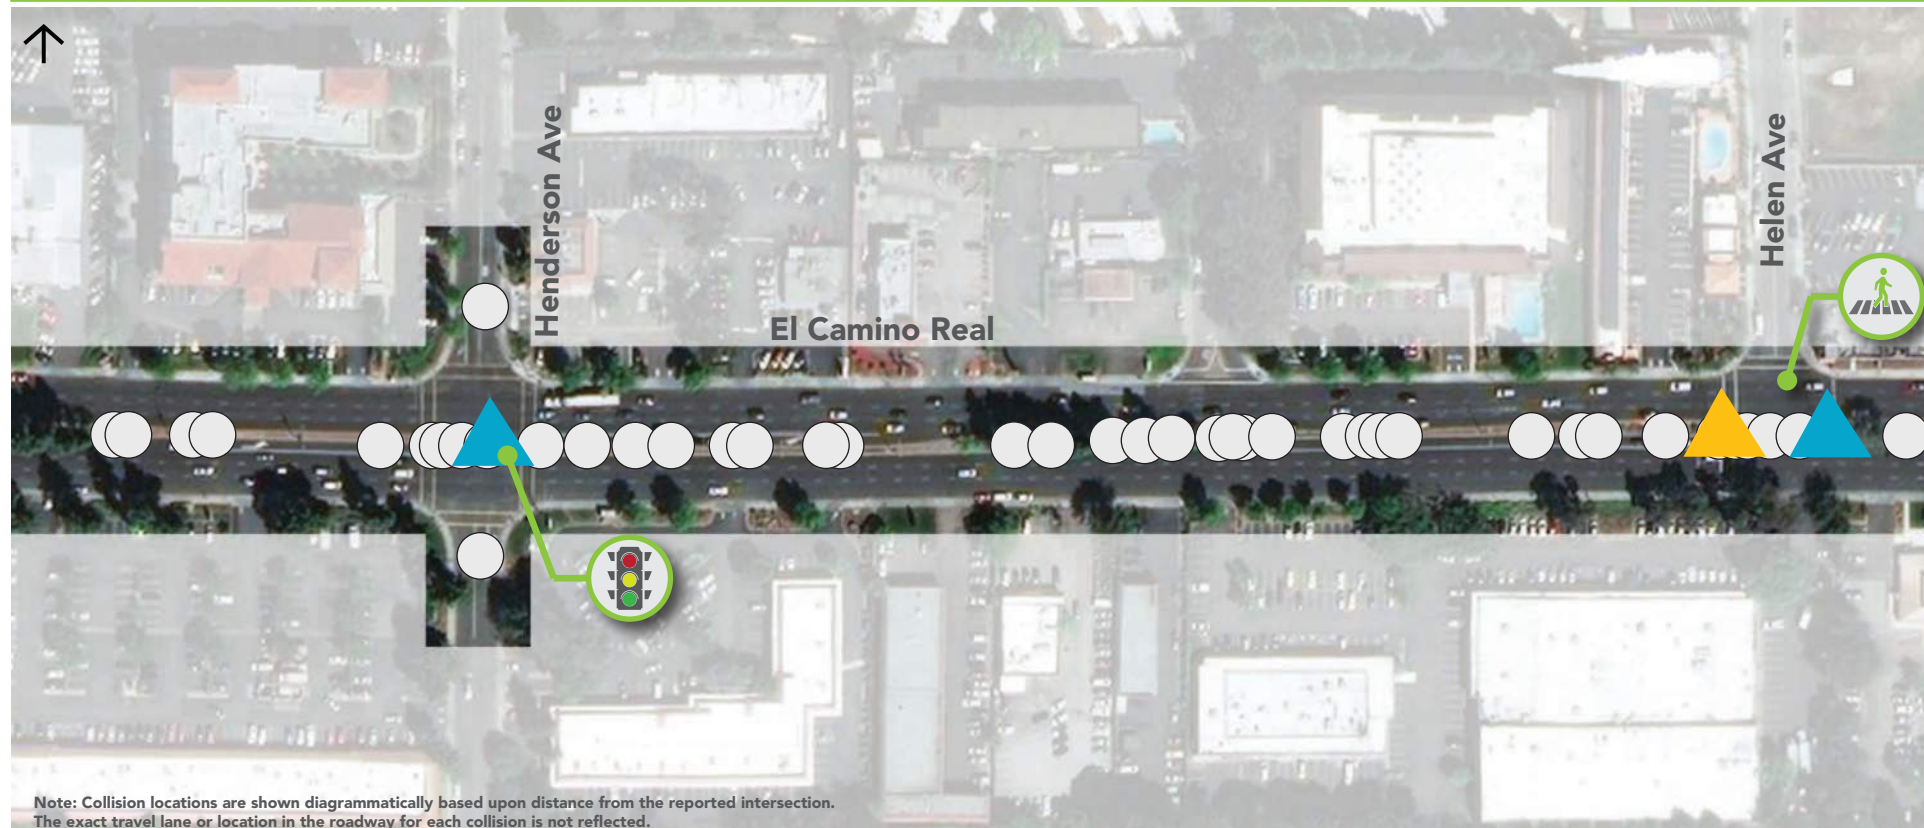 Henderson Ave
Helen Ave
El Camino Real
Note: Collision locations are shown diagrammatically based upon distance from the reported intersection.
The exact travel lane or location in the roadway for each collision is not reflected.